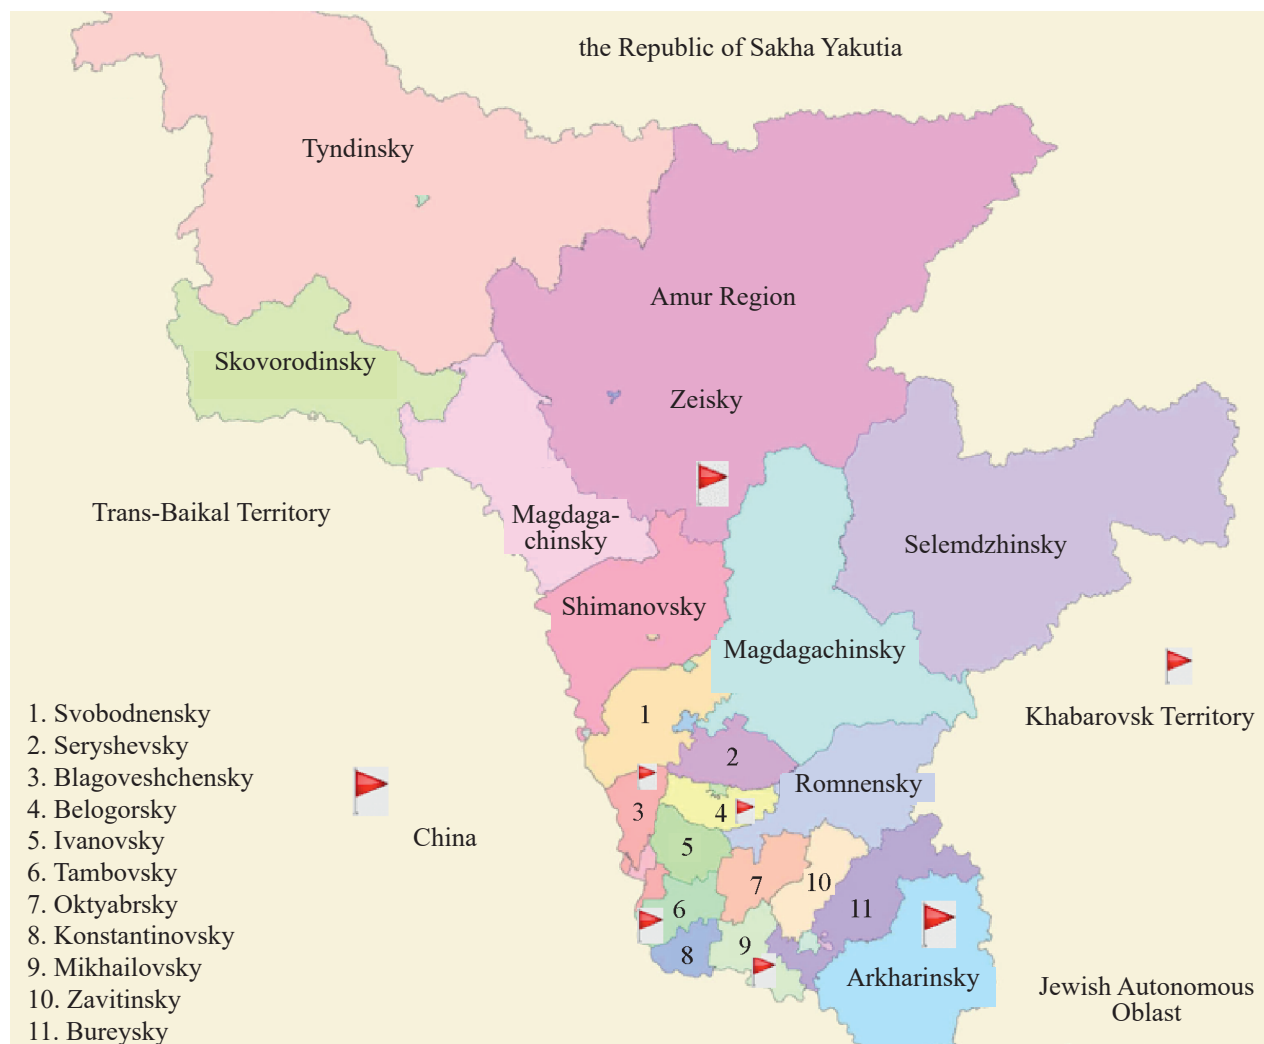 the Republic of Sakha Yakutia
Tyndinsky
Amur Region
Skovorodinsky
Zeisky
Trans-Baikal Territory
Magdaga-
chinsky
Selemdzhinsky
Shimanovsky
Magdagachinsky
Khabarovsk Territory
1. Svobodnensky
2. Seryshevsky
3. Blagoveshchensky
4. Belogorsky
5. Ivanovsky
6. Tambovsky
7. Oktyabrsky
8. Konstantinovsky
9. Mikhailovsky
10. Zavitinsky
11. Bureysky
China
1
2
Romnensky
3
4
5
7
10
6
11
8
9
Arkharinsky
Jewish Autonomous
Oblast